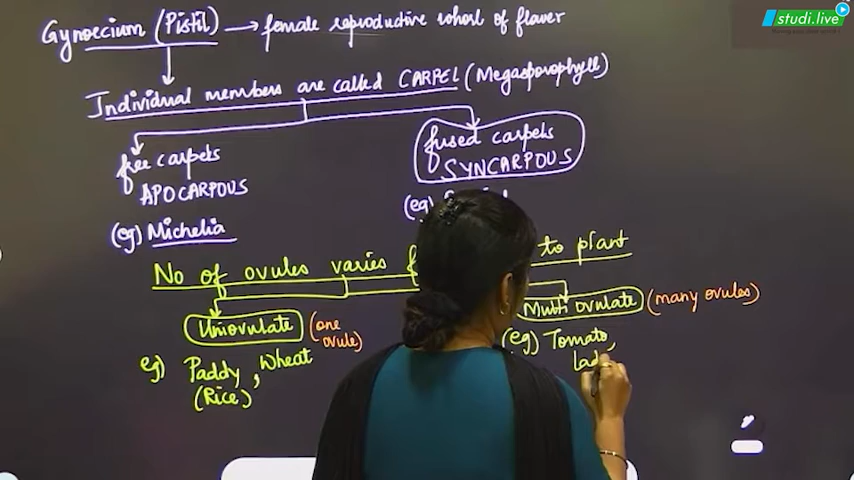 Gynoecium (Pistil) → female reproductive whorl of flower
Individual members are called CARPEL (Megasporophyll)
free carpels
APOCARPOUS
(eg) Michelia
fused carpels
SYNCARPOUS
(eg)
No of ovules varies to plant
Uniovulate (one ovule)
eg) Paddy, Wheat
(Rice)
Multi ovulate (many ovules)
(eg) Tomato,
lad
studi.live